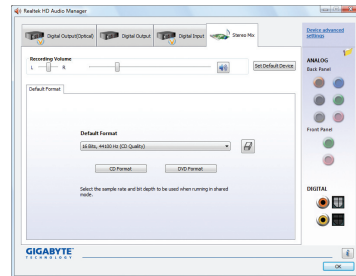 Realtek HD Audio Manager
Digital Output(Optical)
Digital Output
Digital Input
Stereo Mix
Device advanced
settings
Recording Volume
L
R
Set Default Device
ANALOG
Back Panel
Default Format
Default Format
16 Bits, 44100 Hz (CD Quality)
CD Format
DVD Format
Select the sample rate and bit depth to be used when running in shared
mode.
Front Panel
DIGITAL
GIGABYTE
TECHNOLOGY
i
OK